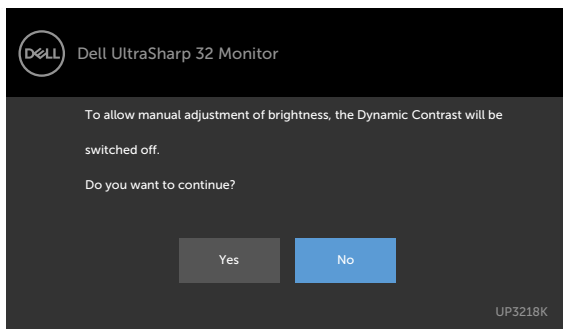 DELL Dell UltraSharp 32 Monitor
To allow manual adjustment of brightness, the Dynamic Contrast will be
switched off.
Do you want to continue?
Yes No
UP3218K